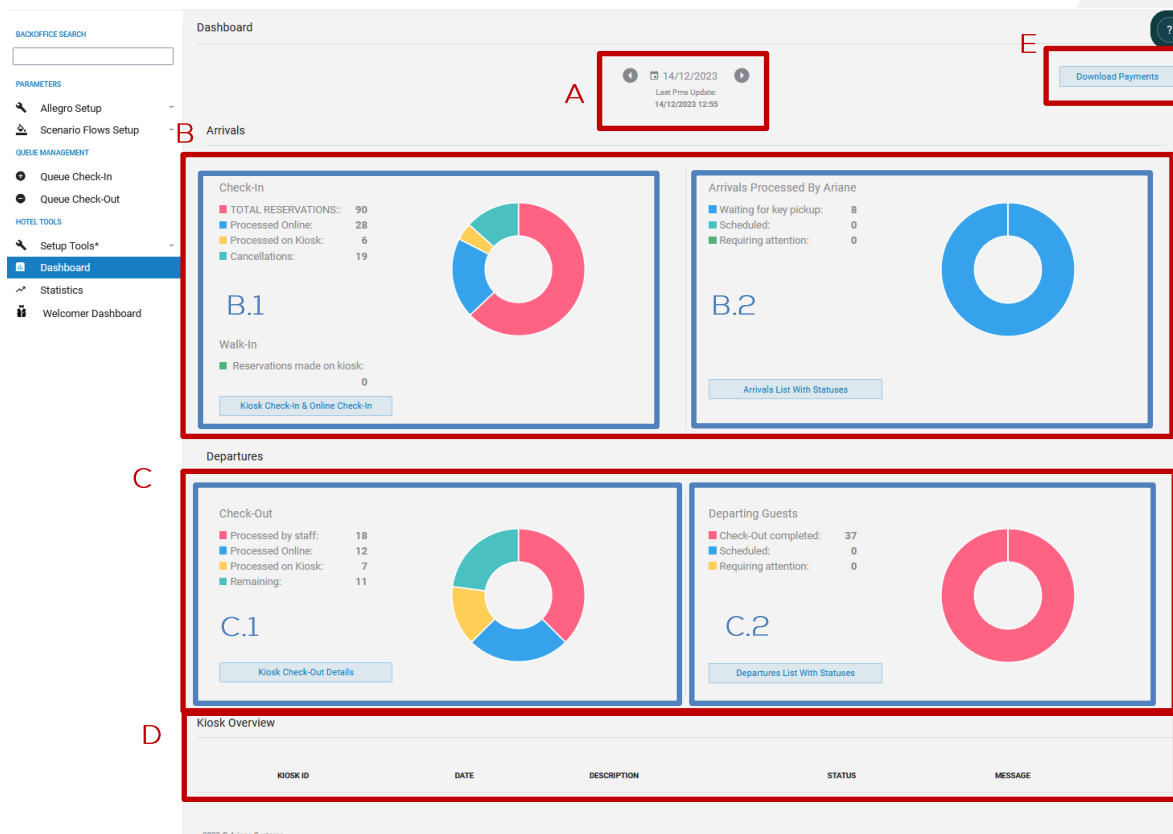 Dashboard
?
BACKOFFICE SEARCH
E
14/12/2023
Last Pms Update:
14/12/2023 12:55
A
Download Payments
PARAMETERS
Allegro Setup
Scenario Flows Setup
QUEUE MANAGEMENT
Queue Check-In
Queue Check-Out
HOTEL TOOLS
Setup Tools*
Dashboard
Statistics
Welcomer Dashboard
B
Arrivals
Check-In
TOTAL RESERVATIONS:: 90
Processed Online: 28
Processed on Kiosk: 6
Cancellations: 19
B.1
Walk-In
Reservations made on kiosk:
0
Kiosk Check-In & Online Check-In
Arrivals Processed By Ariane
Waiting for key pickup: 8
Scheduled: 0
Requiring attention: 0
B.2
Arrivals List With Statuses
Departures
C
Check-Out
Processed by staff: 18
Processed Online: 12
Processed on Kiosk: 7
Remaining: 11
C.1
Kiosk Check-Out Details
Departing Guests
Check-Out completed: 37
Scheduled: 0
Requiring attention: 0
C.2
Departures List With Statuses
Kiosk Overview
D
KIOSK ID DATE DESCRIPTION STATUS MESSAGE